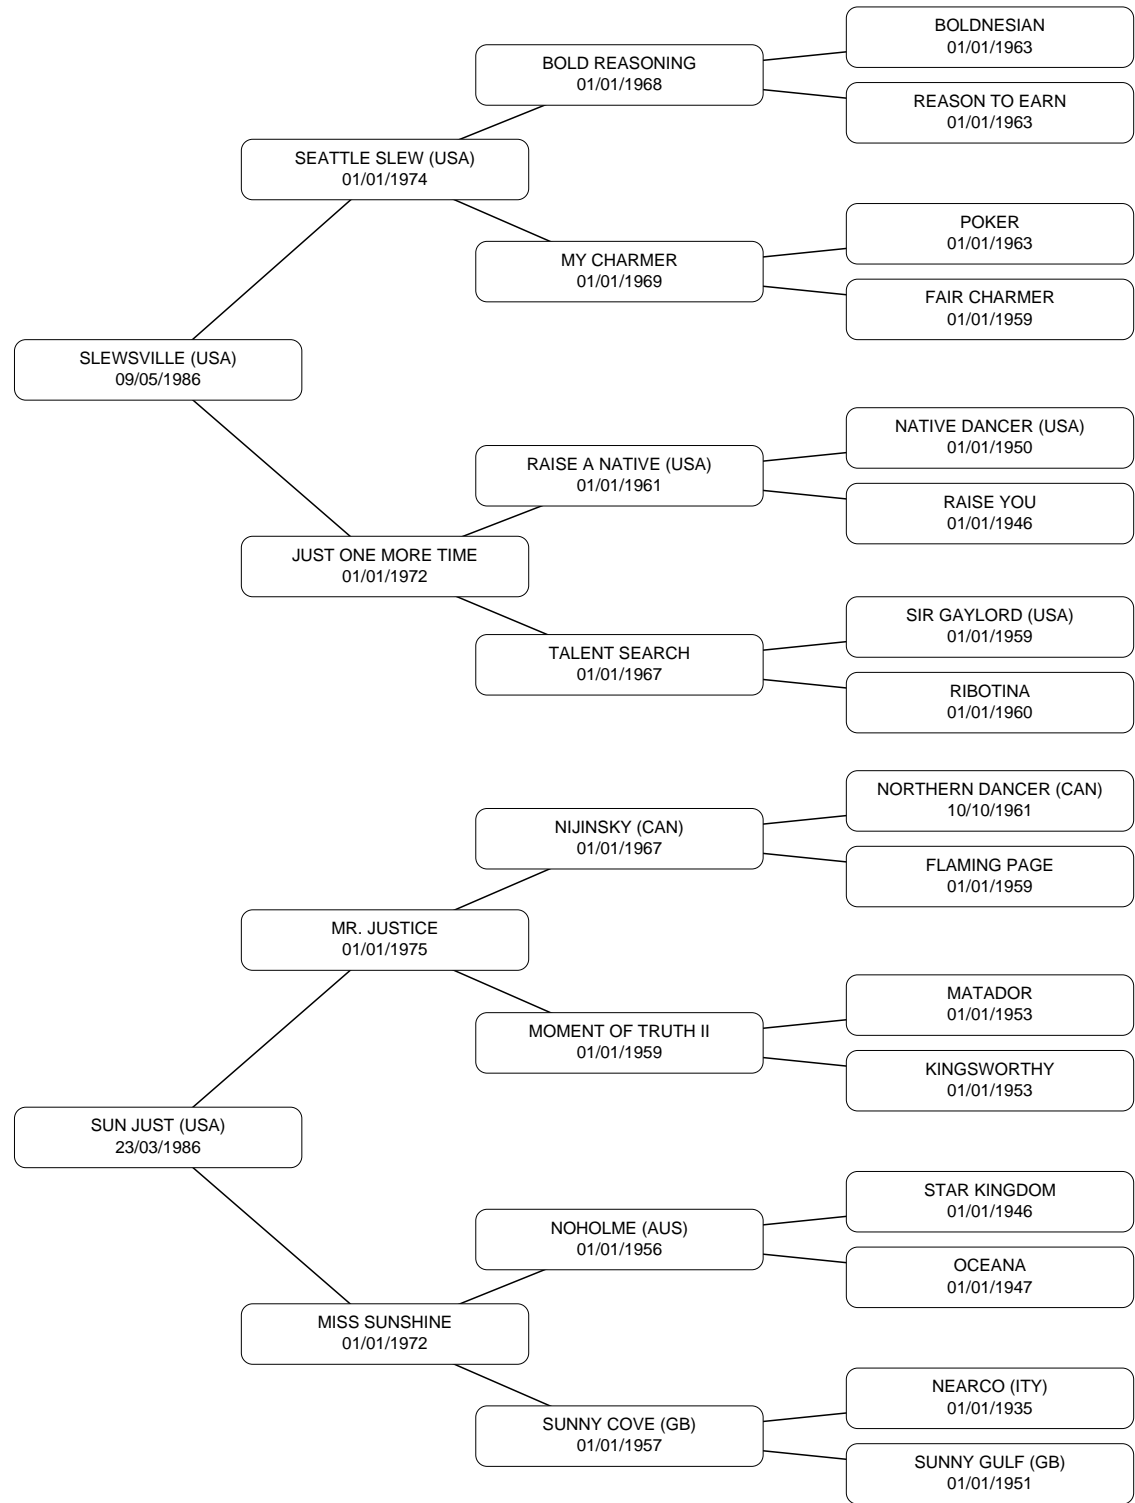 BOLDNESIAN
01/01/1963
BOLD REASONING
01/01/1968
REASON TO EARN
01/01/1963
SEATTLE SLEW (USA)
01/01/1974
POKER
01/01/1963
MY CHARMER
01/01/1969
FAIR CHARMER
01/01/1959
SLEWSVILLE (USA)
09/05/1986
NATIVE DANCER (USA)
01/01/1950
RAISE A NATIVE (USA)
01/01/1961
RAISE YOU
01/01/1946
JUST ONE MORE TIME
01/01/1972
SIR GAYLORD (USA)
01/01/1959
TALENT SEARCH
01/01/1967
RIBOTINA
01/01/1960
NORTHERN DANCER (CAN)
10/10/1961
NIJINSKY (CAN)
01/01/1967
FLAMING PAGE
01/01/1959
MR. JUSTICE
01/01/1975
MATADOR
01/01/1953
MOMENT OF TRUTH II
01/01/1959
KINGSWORTHY
01/01/1953
SUN JUST (USA)
23/03/1986
STAR KINGDOM
01/01/1946
NOHOLME (AUS)
01/01/1956
OCEANA
01/01/1947
MISS SUNSHINE
01/01/1972
NEARCO (ITY)
01/01/1935
SUNNY COVE (GB)
01/01/1957
SUNNY GULF (GB)
01/01/1951